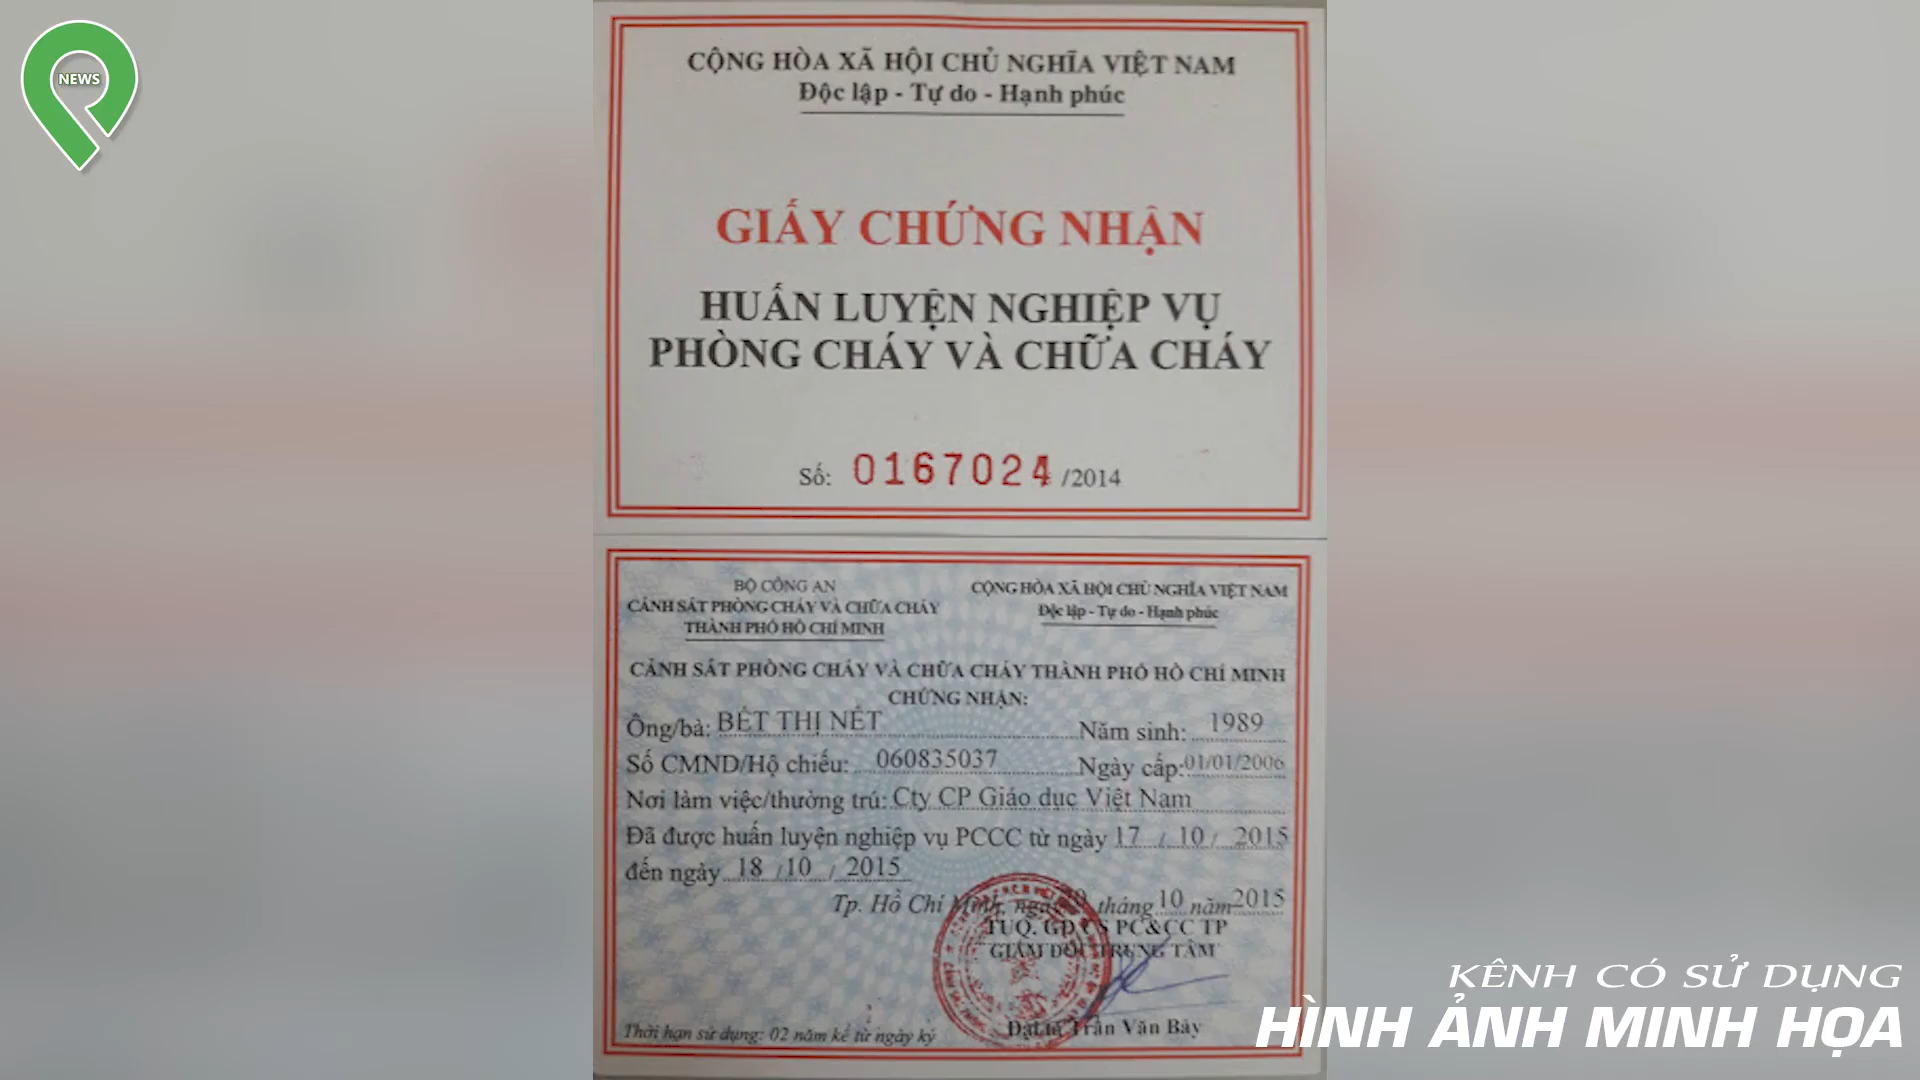 NEWS
CỘNG HÒA XÃ HỘI CHỦ NGHĨA VIỆT NAM
Độc lập - Tự do - Hạnh phúc
GIẤY CHỨNG NHẬN
HUẤN LUYỆN NGHIỆP VỤ
PHÒNG CHÁY VÀ CHỮA CHÁY
Số: 0167024 /2014
BỘ CÔNG AN
CẢNH SÁT PHÒNG CHÁY VÀ CHỮA CHÁY
THÀNH PHỐ HỒ CHÍ MINH
CỘNG HÒA XÃ HỘI CHỦ NGHĨA VIỆT NAM
Độc lập - Tự do - Hạnh phúc
CẢNH SÁT PHÒNG CHÁY VÀ CHỮA CHÁY THÀNH PHỐ HỒ CHÍ MINH
CHỨNG NHẬN:
Ông/bà: BẾT THỊ NẾT Năm sinh: 1989
Số CMND/Hộ chiếu: 060835037 Ngày cấp: 01/01/2006
Nơi làm việc/thường trú: Cty CP Giáo dục Việt Nam
Đã được huấn luyện nghiệp vụ PCCC từ ngày 17 / 10 / 2015
đến ngày 18 / 10 / 2015
Tp. Hồ Chí Minh, ngày tháng 10 năm 2015
TUQ. GĐ CS PC&CC TP
GIÁM ĐỐC TRUNG TÂM
Đại tá Trần Văn Bảy
Thời hạn sử dụng: 02 năm kể từ ngày ký
KÊNH CÓ SỬ DỤNG
HÌNH ẢNH MINH HỌA